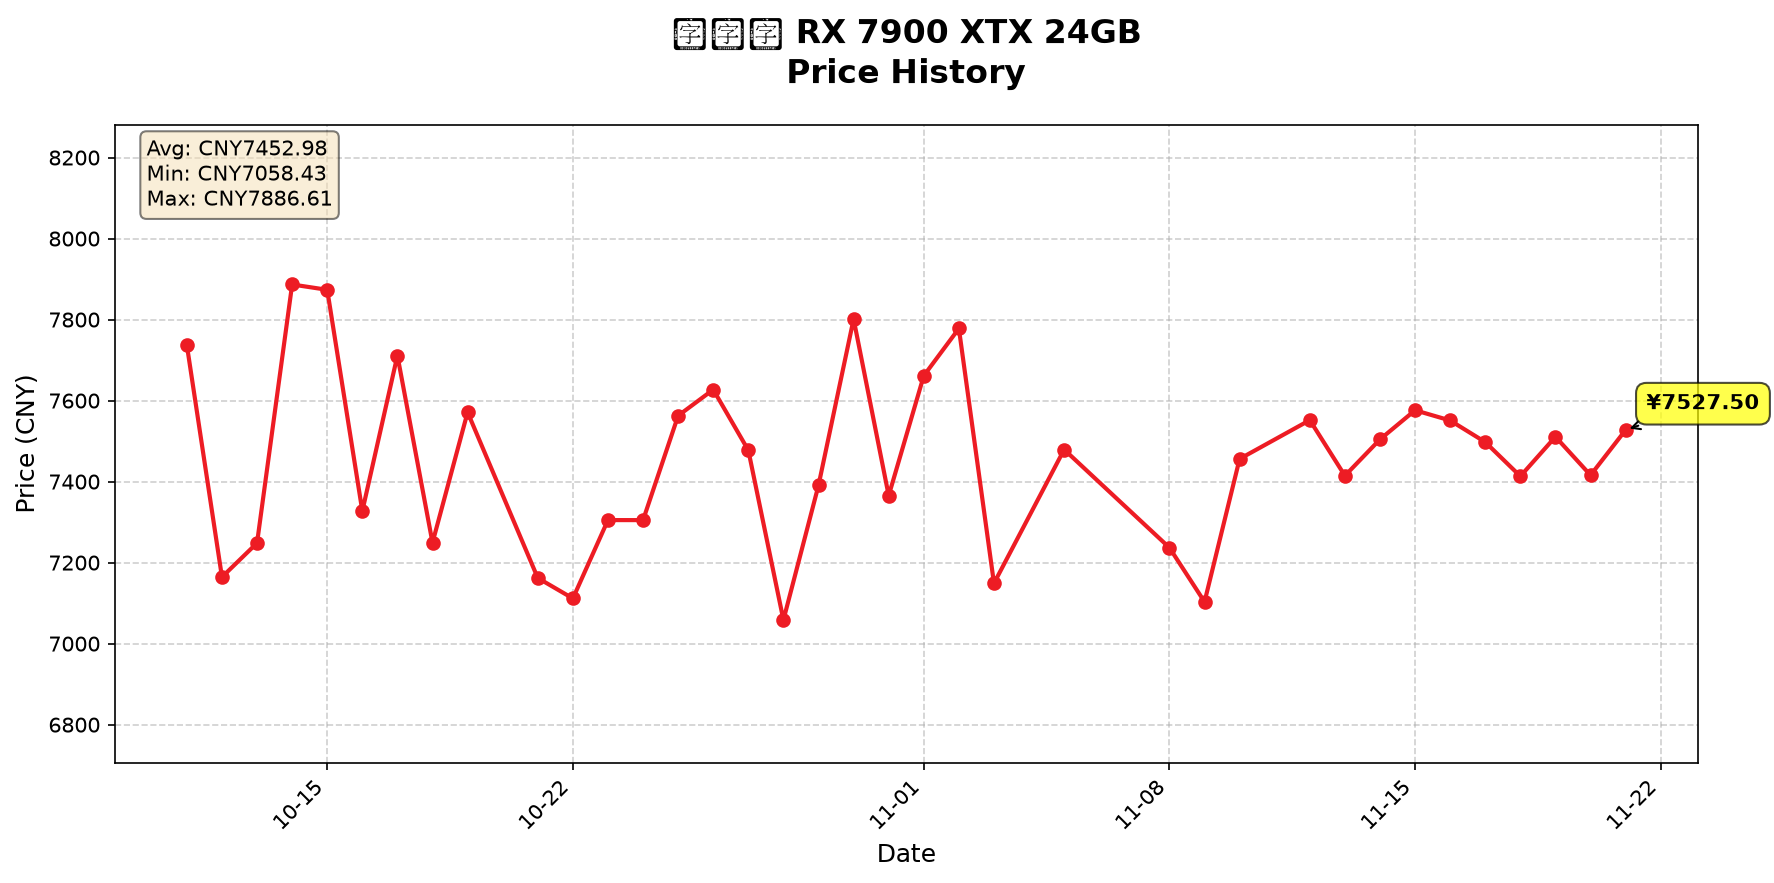 RX 7900 XTX 24GB
Price History
Avg: CNY7452.98
Min: CNY7058.43
Max: CNY7886.61
8200
8000
7800
7600
7400
7200
7000
6800
Price (CNY)
¥7527.50
10-15
10-22
11-01
11-08
11-15
11-22
Date